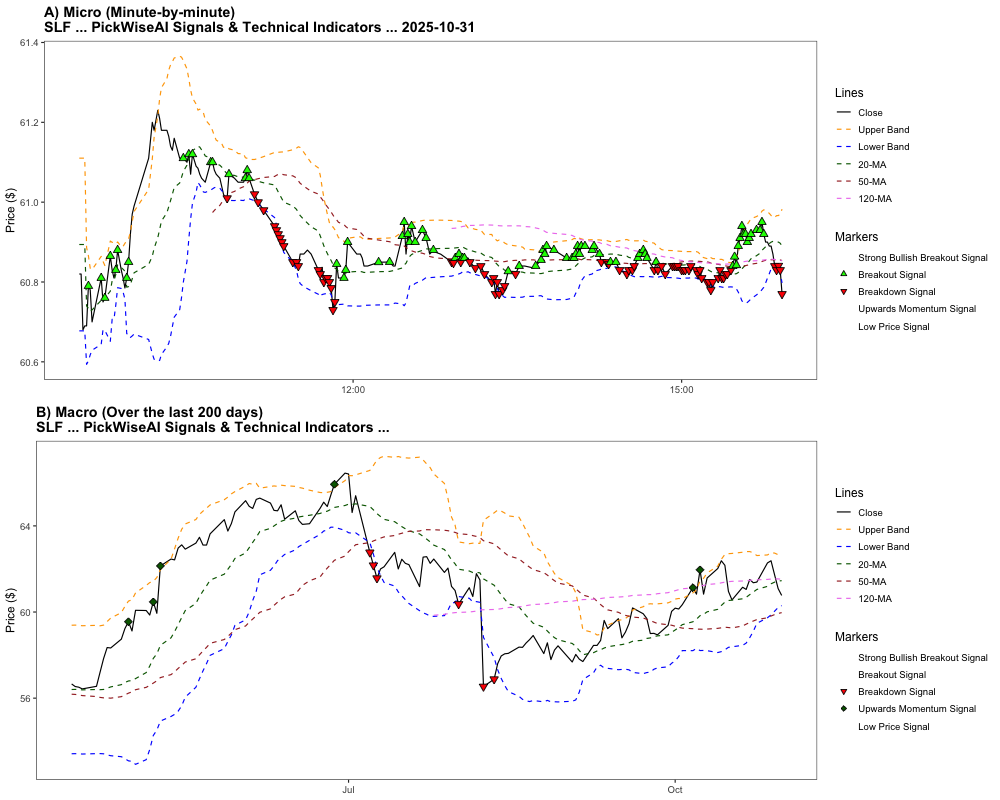 A) Micro (Minute-by-minute)
SLF ... PickWiseAI Signals & Technical Indicators ... 2025-10-31
61.4
61.2
61.0
60.8
60.6
Price ($)
12:00
15:00
Lines
Close
Upper Band
Lower Band
20-MA
50-MA
120-MA
Markers
Strong Bullish Breakout Signal
Breakout Signal
Breakdown Signal
Upwards Momentum Signal
Low Price Signal
B) Macro (Over the last 200 days)
SLF ... PickWiseAI Signals & Technical Indicators ...
64
60
56
Price ($)
Jul
Oct
Lines
Close
Upper Band
Lower Band
20-MA
50-MA
120-MA
Markers
Strong Bullish Breakout Signal
Breakout Signal
Breakdown Signal
Upwards Momentum Signal
Low Price Signal